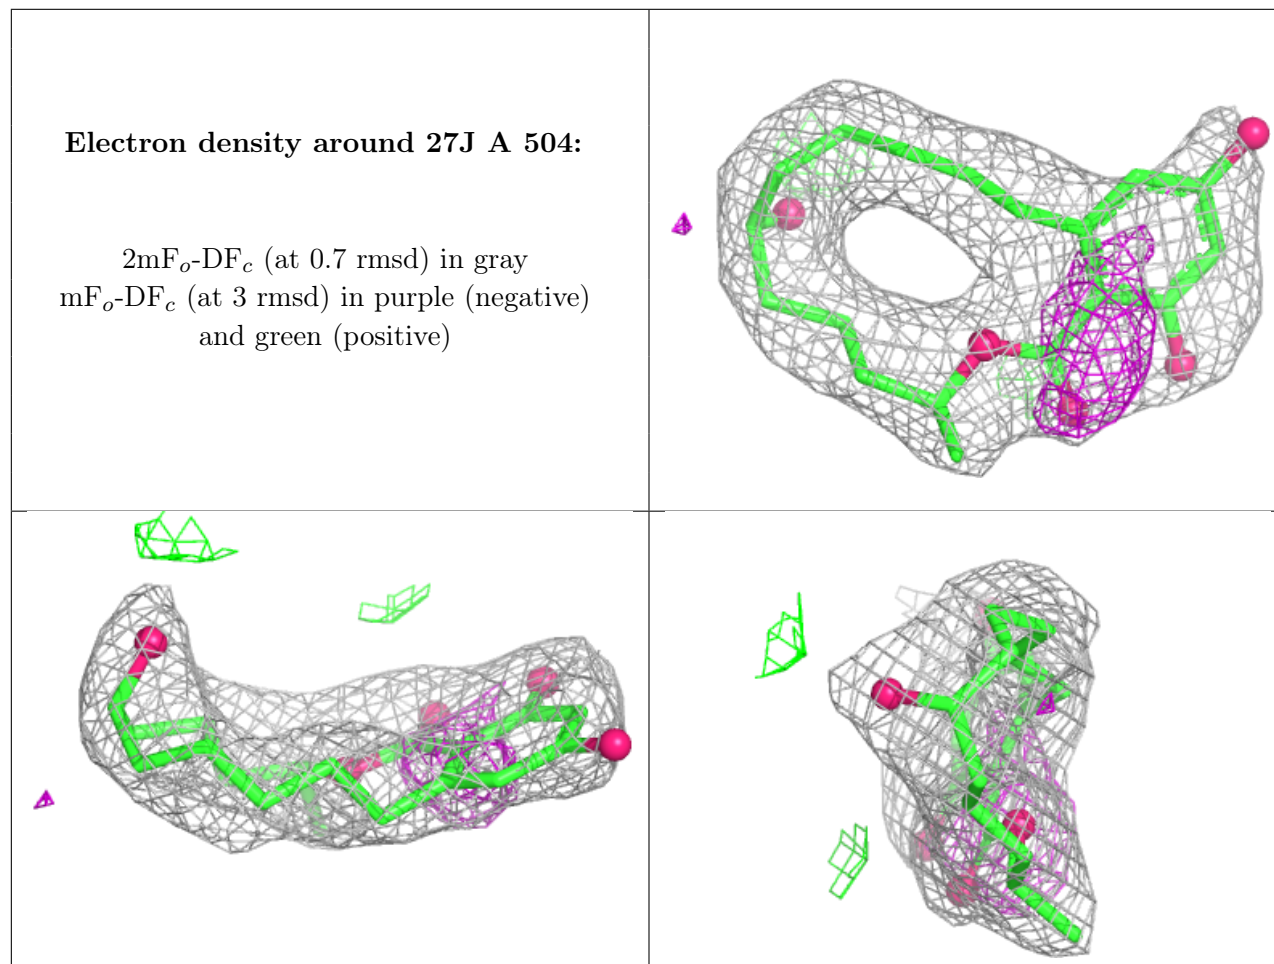 Electron density around 27J A 504:
2mFo-DFc (at 0.7 rmsd) in gray
mFo-DFc (at 3 rmsd) in purple (negative)
and green (positive)